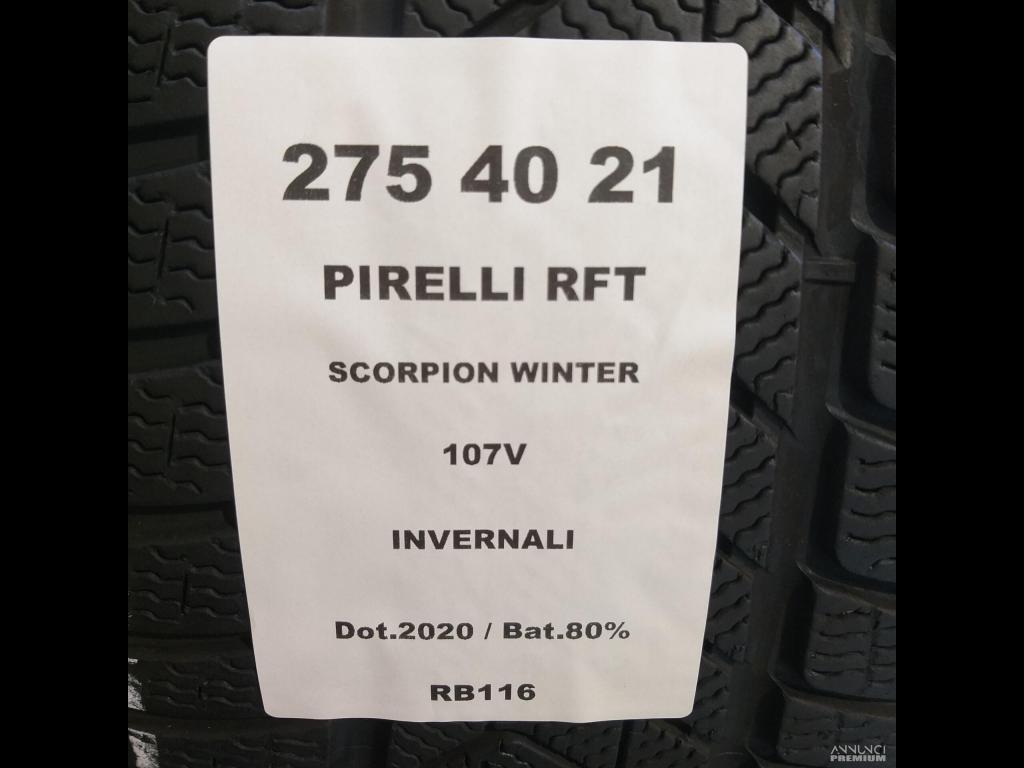 275 40 21
PIRELLI RFT
SCORPION WINTER
107V
INVERNALI
Dot.2020 / Bat.80%
RB116
ANNUNCI
PREMIUM